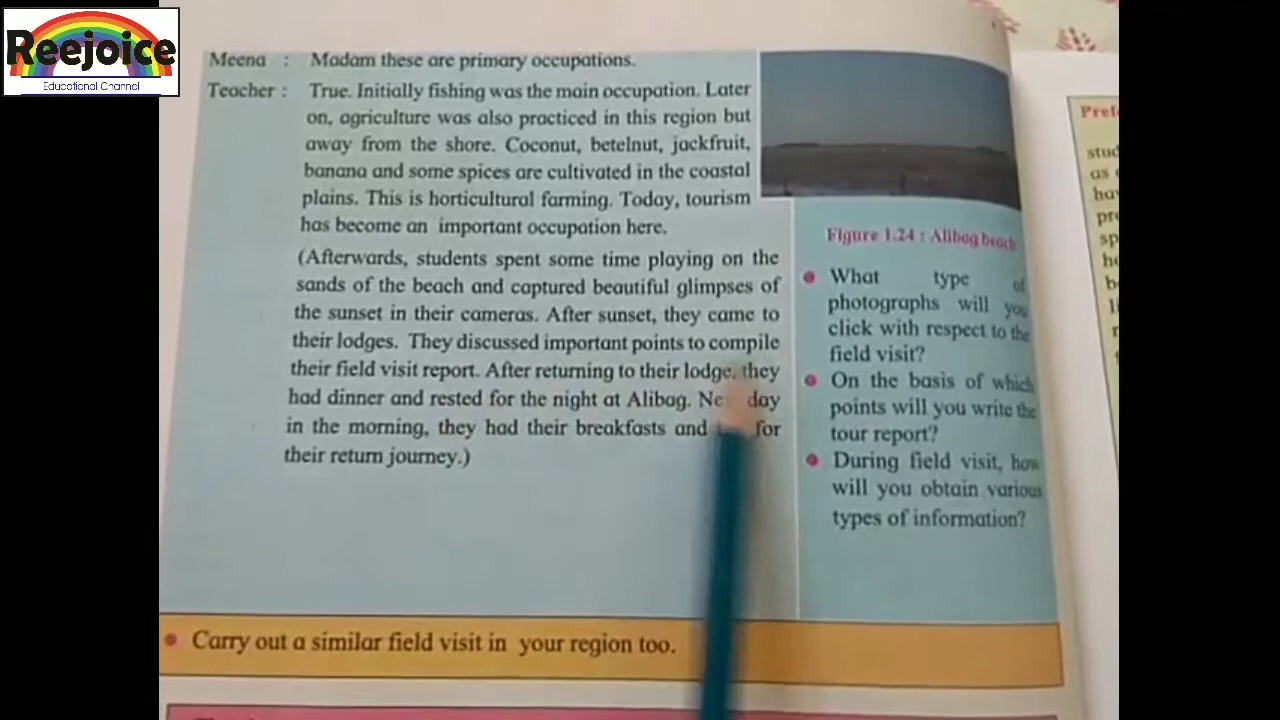 Reejoice
Educational Channel
Meena : Madam these are primary occupations.
Teacher : True. Initially fishing was the main occupation. Later
on, agriculture was also practiced in this region but
away from the shore. Coconut, betelnut, jackfruit,
banana and some spices are cultivated in the coastal
plains. This is horticultural farming. Today, tourism
has become an important occupation here.
(Afterwards, students spent some time playing on the
sands of the beach and captured beautiful glimpses of
the sunset in their cameras. After sunset, they came to
their lodges. They discussed important points to compile
their field visit report. After returning to their lodge, they
had dinner and rested for the night at Alibag. day
in the morning, they had their breakfasts and for
their return journey.)
Figure 1.24 : Alibag beach
What type of
photographs will you
click with respect to the
field visit?
On the basis of which
points will you write the
tour report?
During field visit, how
will you obtain various
types of information?
Carry out a similar field visit in your region too.